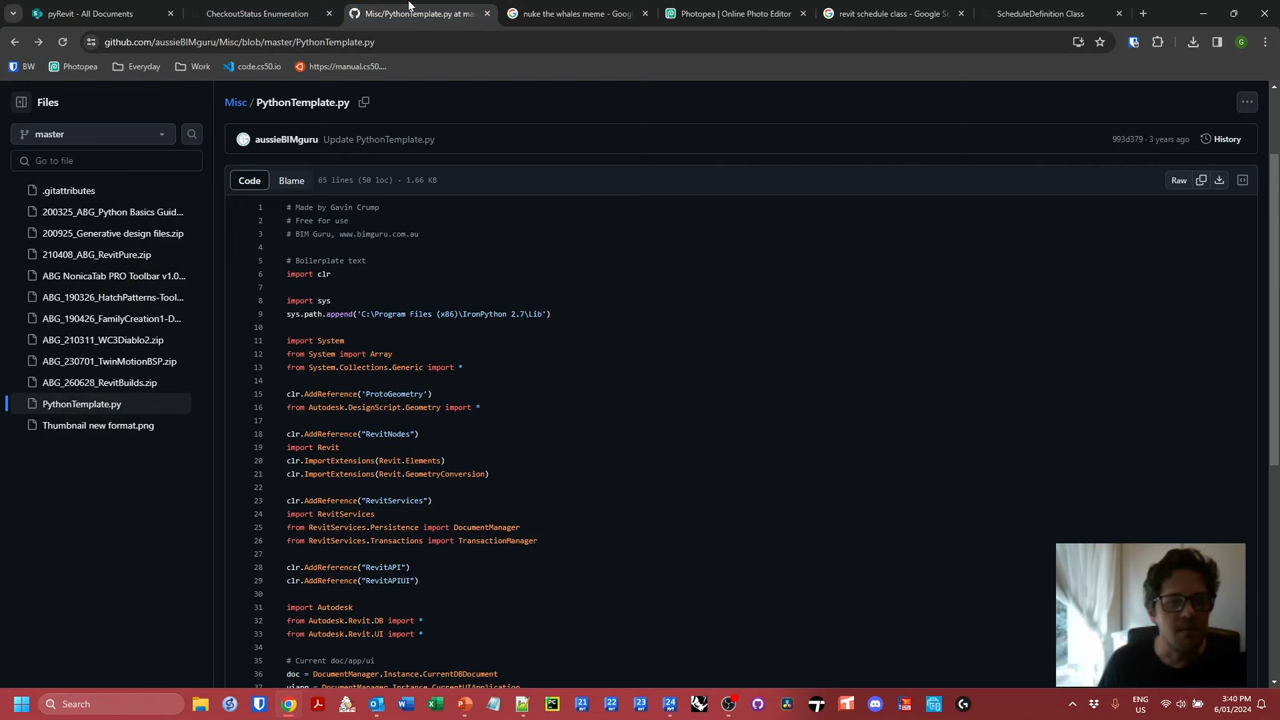 pyRevit - All Documents
CheckoutStatus Enumeration
Misc/PythonTemplate.py at ma
nuke the whales meme - Googl
Photopea | Online Photo Editor
revit schedule class - Google Se
ScheduleDefinition Class
github.com/aussieBIMguru/Misc/blob/master/PythonTemplate.py
BW
Photopea
Everyday
Work
code.cs50.io
https://manual.cs50....
Files
master
Go to file
.gitattributes
200325_ABG_Python Basics Guid...
200925_Generative design files.zip
210408_ABG_RevitPure.zip
ABG NonicaTab PRO Toolbar v1.0...
ABG_190326_HatchPatterns-Tool...
ABG_190426_FamilyCreation1-D...
ABG_210311_WC3Diablo2.zip
ABG_230701_TwinMotionBSP.zip
ABG_260628_RevitBuilds.zip
PythonTemplate.py
Thumbnail new format.png
Misc / PythonTemplate.py
aussieBIMguru Update PythonTemplate.py
993d379 · 3 years ago
History
Code
Blame
65 lines (50 loc) · 1.66 KB
Raw
1 # Made by Gavin Crump
2 # Free for use
3 # BIM Guru, www.bimguru.com.au
4
5 # Boilerplate text
6 import clr
7
8 import sys
9 sys.path.append('C:\Program Files (x86)\IronPython 2.7\Lib')
10
11 import System
12 from System import Array
13 from System.Collections.Generic import *
14
15 clr.AddReference('ProtoGeometry')
16 from Autodesk.DesignScript.Geometry import *
17
18 clr.AddReference("RevitNodes")
19 import Revit
20 clr.ImportExtensions(Revit.Elements)
21 clr.ImportExtensions(Revit.GeometryConversion)
22
23 clr.AddReference("RevitServices")
24 import RevitServices
25 from RevitServices.Persistence import DocumentManager
26 from RevitServices.Transactions import TransactionManager
27
28 clr.AddReference("RevitAPI")
29 clr.AddReference("RevitAPIUI")
30
31 import Autodesk
32 from Autodesk.Revit.DB import *
33 from Autodesk.Revit.UI import *
34
35 # Current doc/app/ui
36 doc = DocumentManager.Instance.CurrentDBDocument
37 uiapp = DocumentManager.Instance.CurrentUIApplication
Search
ENG
US
3:40 PM
6/01/2024